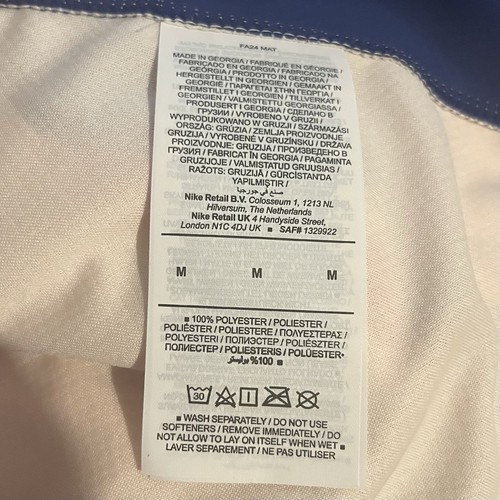 FA24 MAT
MADE IN GEORGIA / FABRIQUÉ EN GÉORGIE /
FABRICADO EN GEORGIA / FABRICADO NA
GEÓRGIA / PRODOTTO IN GEORGIA /
HERGESTELLT IN GEORGIEN / GEMAAKT IN
GEORGIË / ΠΑΡΑΓΕΤΑΙ ΣΤΗΝ ΓΕΩΡΓΙΑ /
FREMSTILLET I GEORGIEN / TILLVERKAT I
GEORGIEN / VALMISTETTU GEORGIASSA /
PRODUSERT I GEORGIA / СДЕЛАНО В
ГРУЗИИ / VYROBENO V GRUZII /
WYPRODUKOWANO W GRUZJI / SZÁRMAZÁSI
ORSZÁG: GRÚZIA / ZEMLJA PROIZVODNJE
GRUZIJA / VYROBENÉ V GRUZÍNSKU / DRŽAVA
PROIZVODNJE: GRUZIJA / ПРОИЗВЕДЕНО В
ГРУЗИЯ / FABRICAT ÎN GEORGIA / PAGAMINTA
GRUZIJOJE / VALMISTATUD GRUUSIAS /
RAŽOTS: GRUZIJĀ / GÜRCİSTAN'DA
YAPILMIŞTIR /
صنع في جورجيا
Nike Retail B.V. Colosseum 1, 1213 NL
Hilversum, The Netherlands
Nike Retail UK 4 Handyside Street,
London N1C 4DJ UK ■ SAF# 1329922
M M M
■ 100% POLYESTER / POLIESTER /
POLIÉSTER / POLIESTERE / ΠΟΛΥΕΣΤΕΡΑΣ /
POLYESTERI / ПОЛИЭСТЕР / POLIÉSZTER /
ПОЛИЕСТЕР / POLIESTERIS / POLÜESTER
■ %100 بوليستر
30
■ WASH SEPARATELY / DO NOT USE
SOFTENERS / REMOVE IMMEDIATELY / DO
NOT ALLOW TO LAY ON ITSELF WHEN WET ■
LAVER SEPAREMENT / NE PAS UTILISER